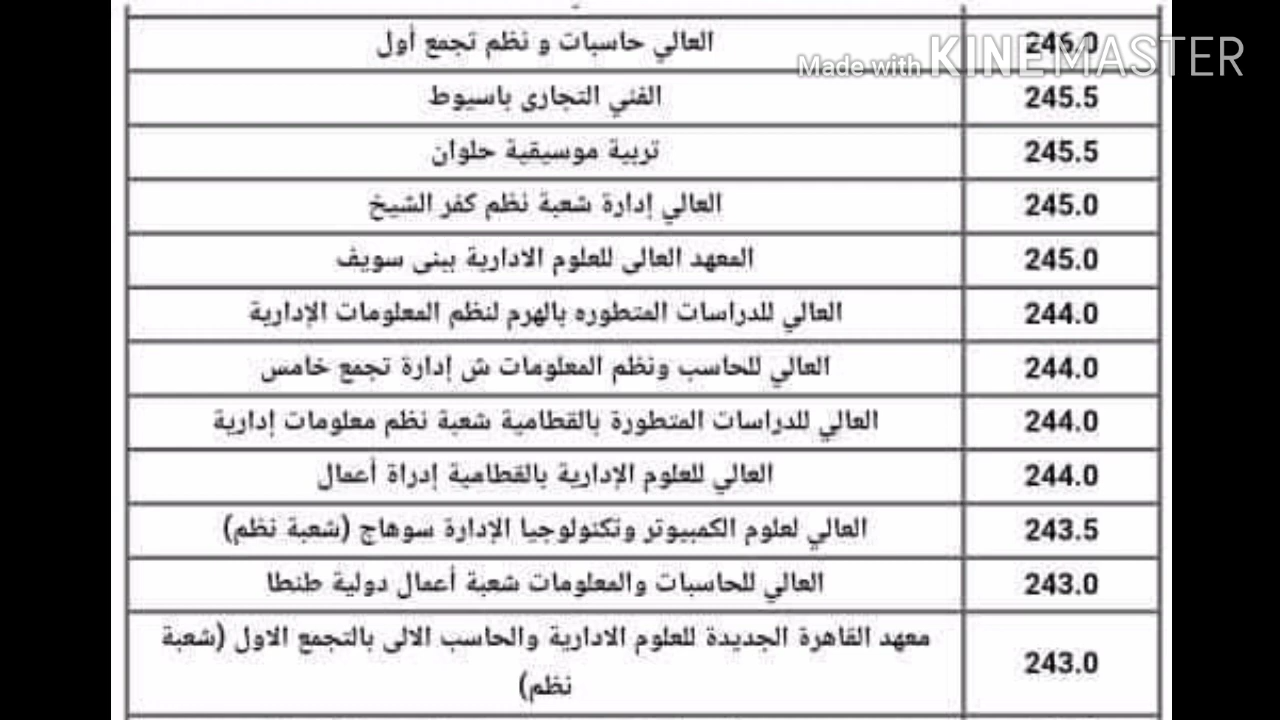 العالي حاسبات و نظم تجمع أول 246.0
Made with KINEMASTER
الفني التجارى باسيوط 245.5
تربية موسيقية حلوان 245.5
العالي إدارة شعبة نظم كفر الشيخ 245.0
المعهد العالى للعلوم الادارية ببنى سويف 245.0
العالي للدراسات المتطوره بالهرم لنظم المعلومات الإدارية 244.0
العالي للحاسب ونظم المعلومات ش إدارة تجمع خامس 244.0
العالي للدراسات المتطورة بالقطامية شعبة نظم معلومات إدارية 244.0
العالي للعلوم الإدارية بالقطامية إدراة أعمال 244.0
العالي لعلوم الكمبيوتر وتكنولوجيا الإدارة سوهاج (شعبة نظم) 243.5
العالي للحاسبات والمعلومات شعبة أعمال دولية طنطا 243.0
معهد القاهرة الجديدة للعلوم الادارية والحاسب الالى بالتجمع الاول (شعبة
نظم) 243.0